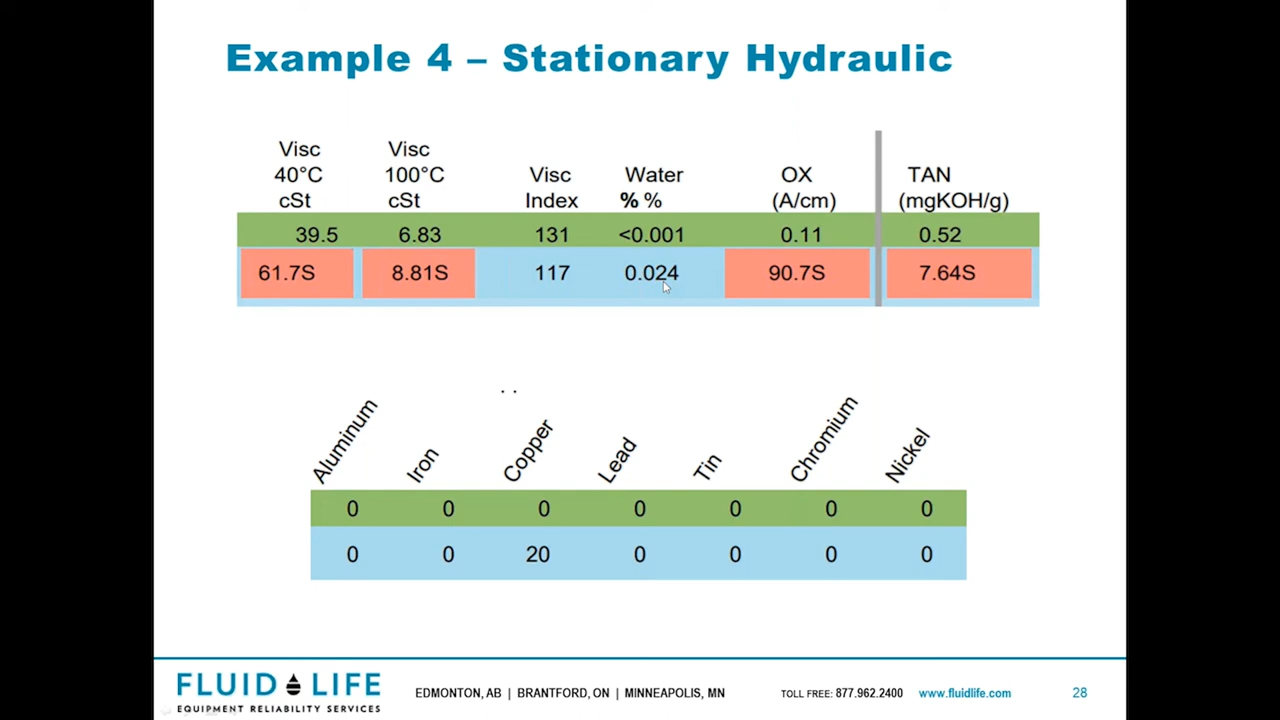 Example 4 – Stationary Hydraulic
Visc 40°C cSt
Visc 100°C cSt
Visc Index
Water % %
OX (A/cm)
TAN (mgKOH/g)
39.5 6.83 131 <0.001 0.11 0.52
61.7S 8.81S 117 0.024 90.7S 7.64S
Aluminum Iron Copper Lead Tin Chromium Nickel
0 0 0 0 0 0 0
0 0 20 0 0 0 0
FLUID LIFE
EQUIPMENT RELIABILITY SERVICES
EDMONTON, AB | BRANTFORD, ON | MINNEAPOLIS, MN TOLL FREE: 877.962.2400 www.fluidlife.com 28